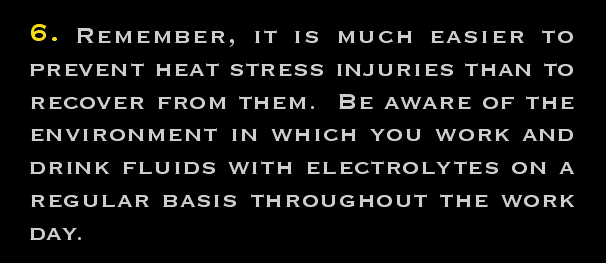 6. Remember, it is much easier to
prevent heat stress injuries than to
recover from them. Be aware of the
environment in which you work and
drink fluids with electrolytes on a
regular basis throughout the work
day.